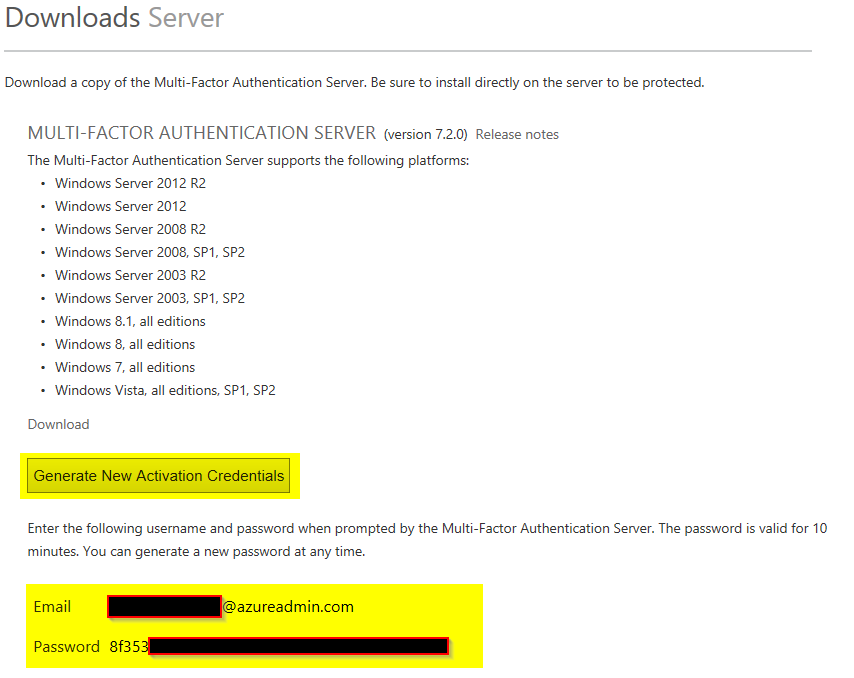 Downloads Server
Download a copy of the Multi-Factor Authentication Server. Be sure to install directly on the server to be protected.
MULTI-FACTOR AUTHENTICATION SERVER (version 7.2.0) Release notes
The Multi-Factor Authentication Server supports the following platforms:
• Windows Server 2012 R2
• Windows Server 2012
• Windows Server 2008 R2
• Windows Server 2008, SP1, SP2
• Windows Server 2003 R2
• Windows Server 2003, SP1, SP2
• Windows 8.1, all editions
• Windows 8, all editions
• Windows 7, all editions
• Windows Vista, all editions, SP1, SP2
Download
Generate New Activation Credentials
Enter the following username and password when prompted by the Multi-Factor Authentication Server. The password is valid for 10
minutes. You can generate a new password at any time.
Email @azureadmin.com
Password 8f353